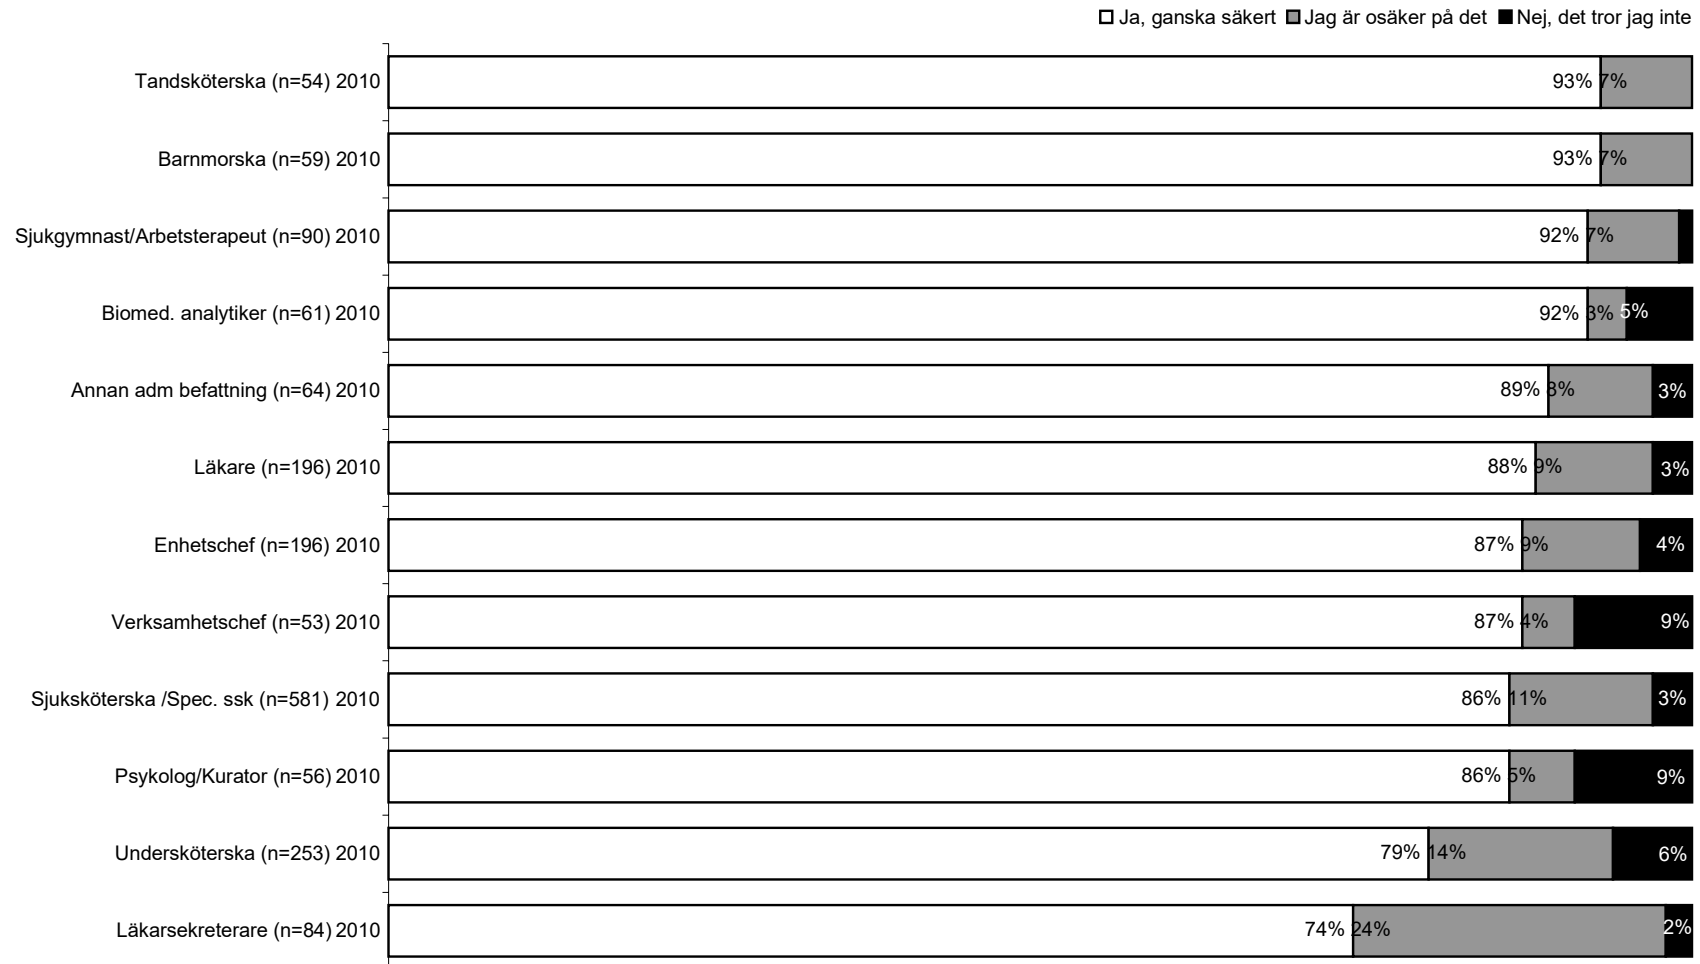 Ja, ganska säkert Jag är osäker på det Nej, det tror jag inte
Tandsköterska (n=54) 2010 93% 7%
Barnmorska (n=59) 2010 93% 7%
Sjukgymnast/Arbetsterapeut (n=90) 2010 92% 7%
Biomed. analytiker (n=61) 2010 92% 3% 5%
Annan adm befattning (n=64) 2010 89% 8% 3%
Läkare (n=196) 2010 88% 9% 3%
Enhetschef (n=196) 2010 87% 9% 4%
Verksamhetschef (n=53) 2010 87% 4% 9%
Sjuksköterska /Spec. ssk (n=581) 2010 86% 11% 3%
Psykolog/Kurator (n=56) 2010 86% 5% 9%
Undersköterska (n=253) 2010 79% 14% 6%
Läkarsekreterare (n=84) 2010 74% 24% 2%